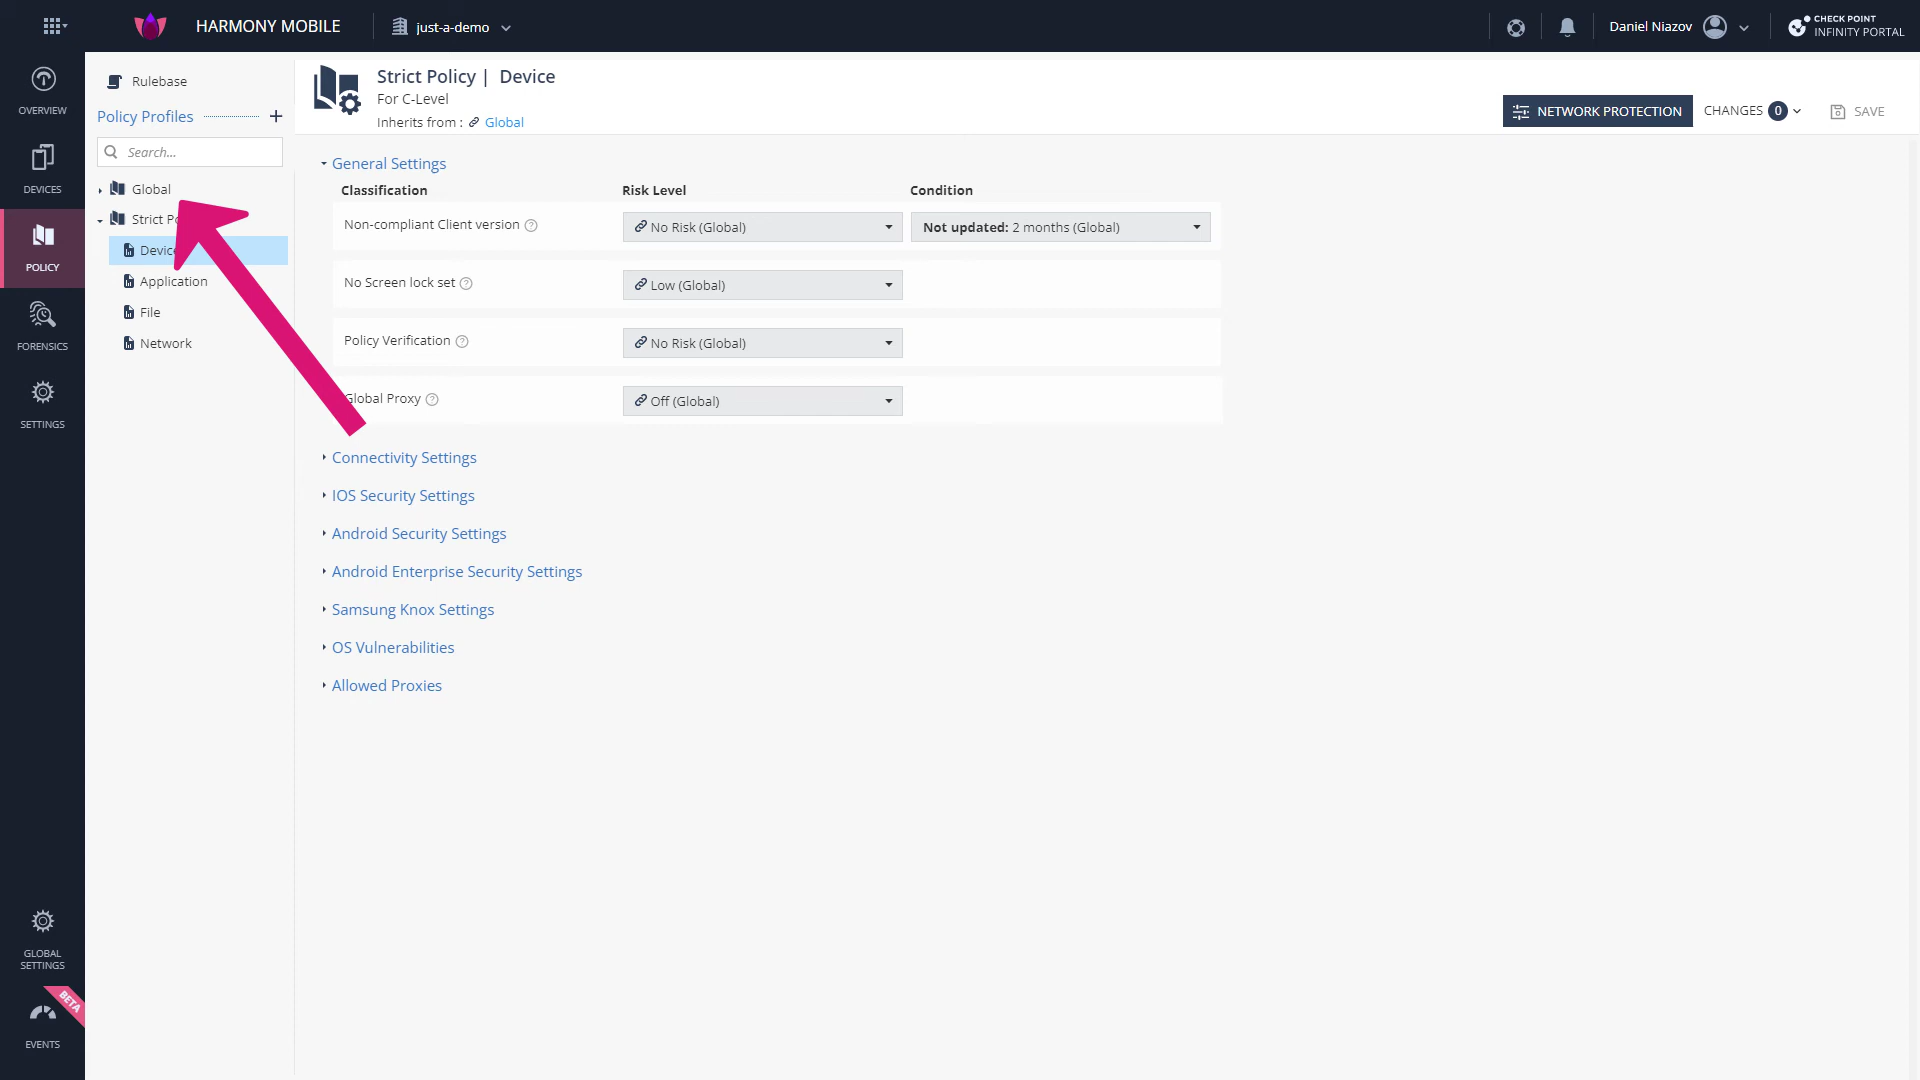 HARMONY MOBILE
just-a-demo
Daniel Niazov
CHECK POINT
INFINITY PORTAL
OVERVIEW
DEVICES
POLICY
FORENSICS
SETTINGS
GLOBAL
SETTINGS
BETA
EVENTS
Rulebase
Policy Profiles
Search...
Global
Strict
Device
Application
File
Network
Strict Policy | Device
For C-Level
Inherits from : Global
NETWORK PROTECTION
CHANGES 0
SAVE
General Settings
Classification Risk Level Condition
Non-compliant Client version No Risk (Global) Not updated: 2 months (Global)
No Screen lock set Low (Global)
Policy Verification No Risk (Global)
Global Proxy Off (Global)
Connectivity Settings
IOS Security Settings
Android Security Settings
Android Enterprise Security Settings
Samsung Knox Settings
OS Vulnerabilities
Allowed Proxies